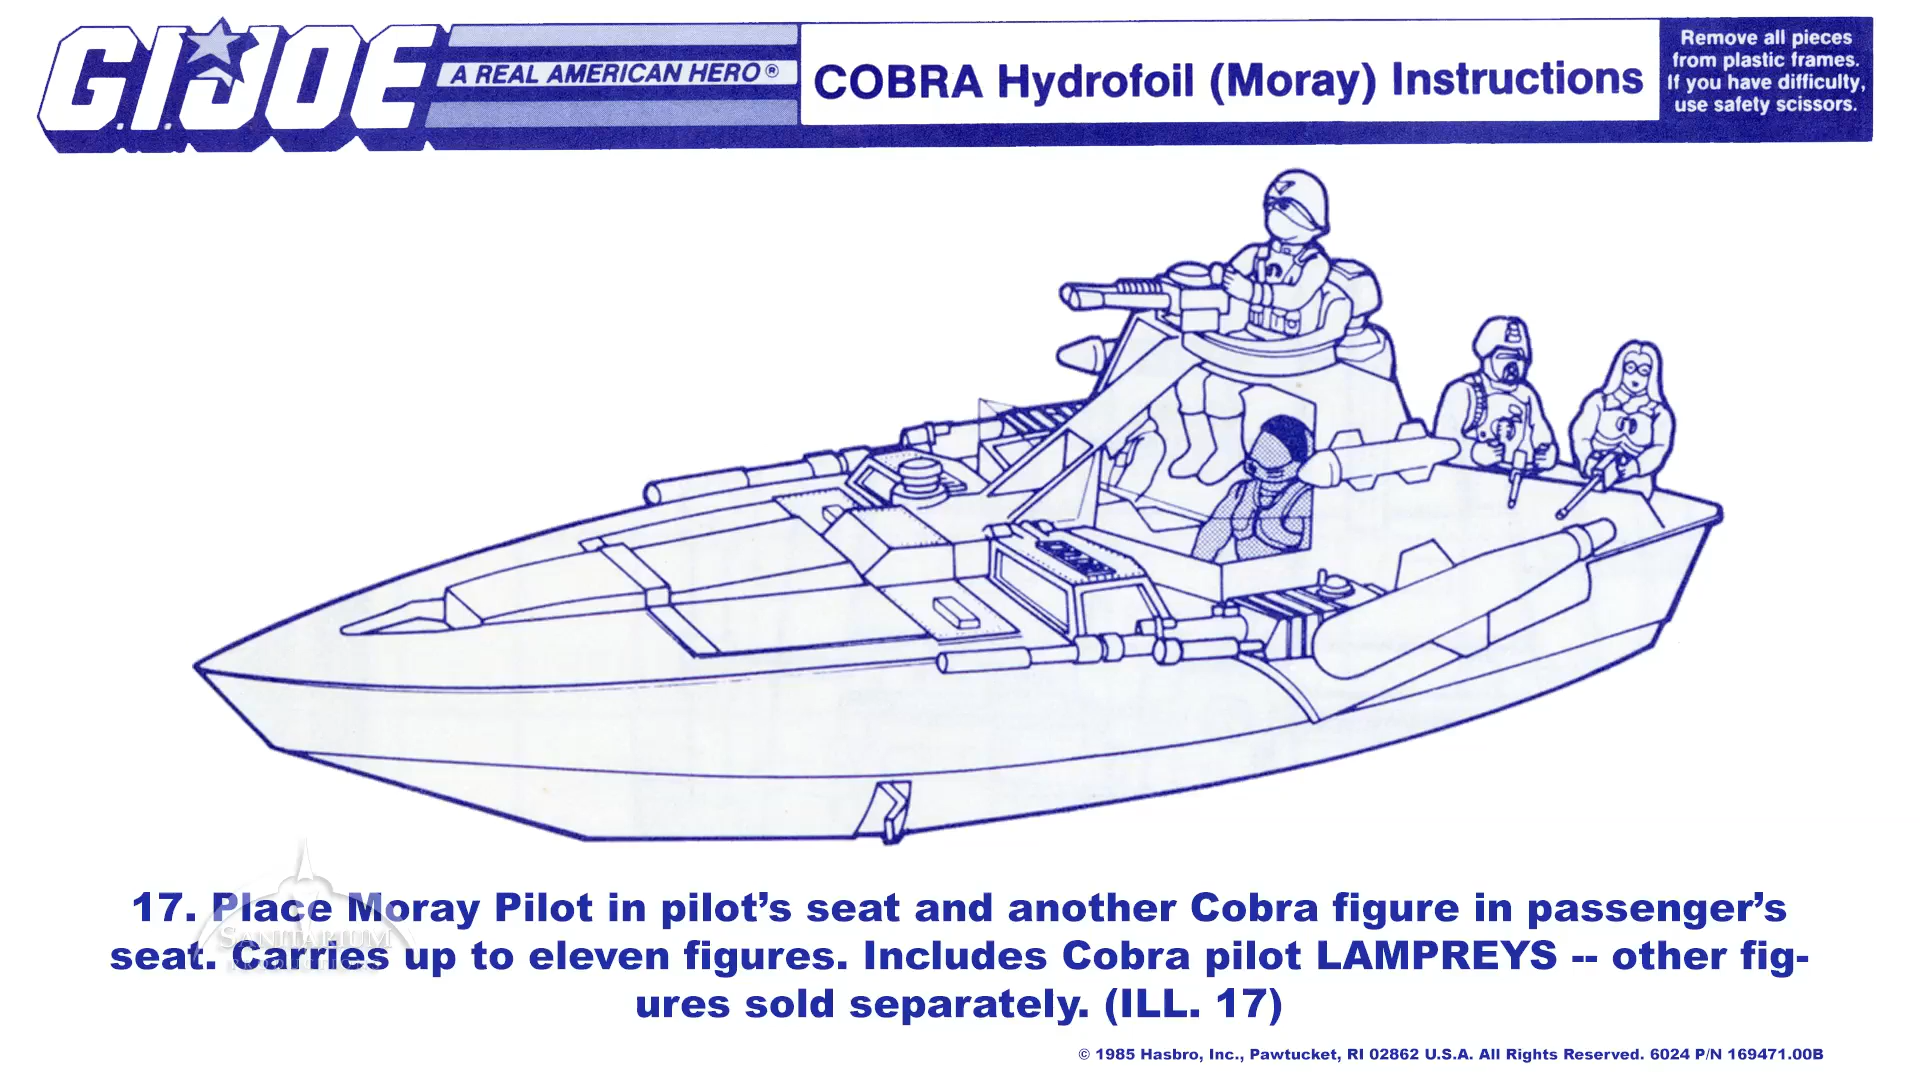 G.I. JOE
A REAL AMERICAN HERO®
COBRA Hydrofoil (Moray) Instructions
Remove all pieces
from plastic frames.
If you have difficulty,
use safety scissors.
17. Place Moray Pilot in pilot’s seat and another Cobra figure in passenger’s
seat. Carries up to eleven figures. Includes Cobra pilot LAMPREYS -- other fig-
ures sold separately. (ILL. 17)
SANITARIUM
PRODUCTIONS
© 1985 Hasbro, Inc., Pawtucket, RI 02862 U.S.A. All Rights Reserved. 6024 P/N 169471.00B